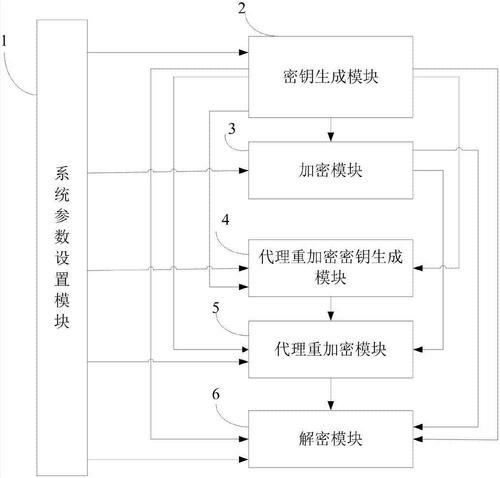 1
系统参数设置模块
2
密钥生成模块
3
加密模块
4
代理重加密密钥生成
模块
5
代理重加密模块
6
解密模块